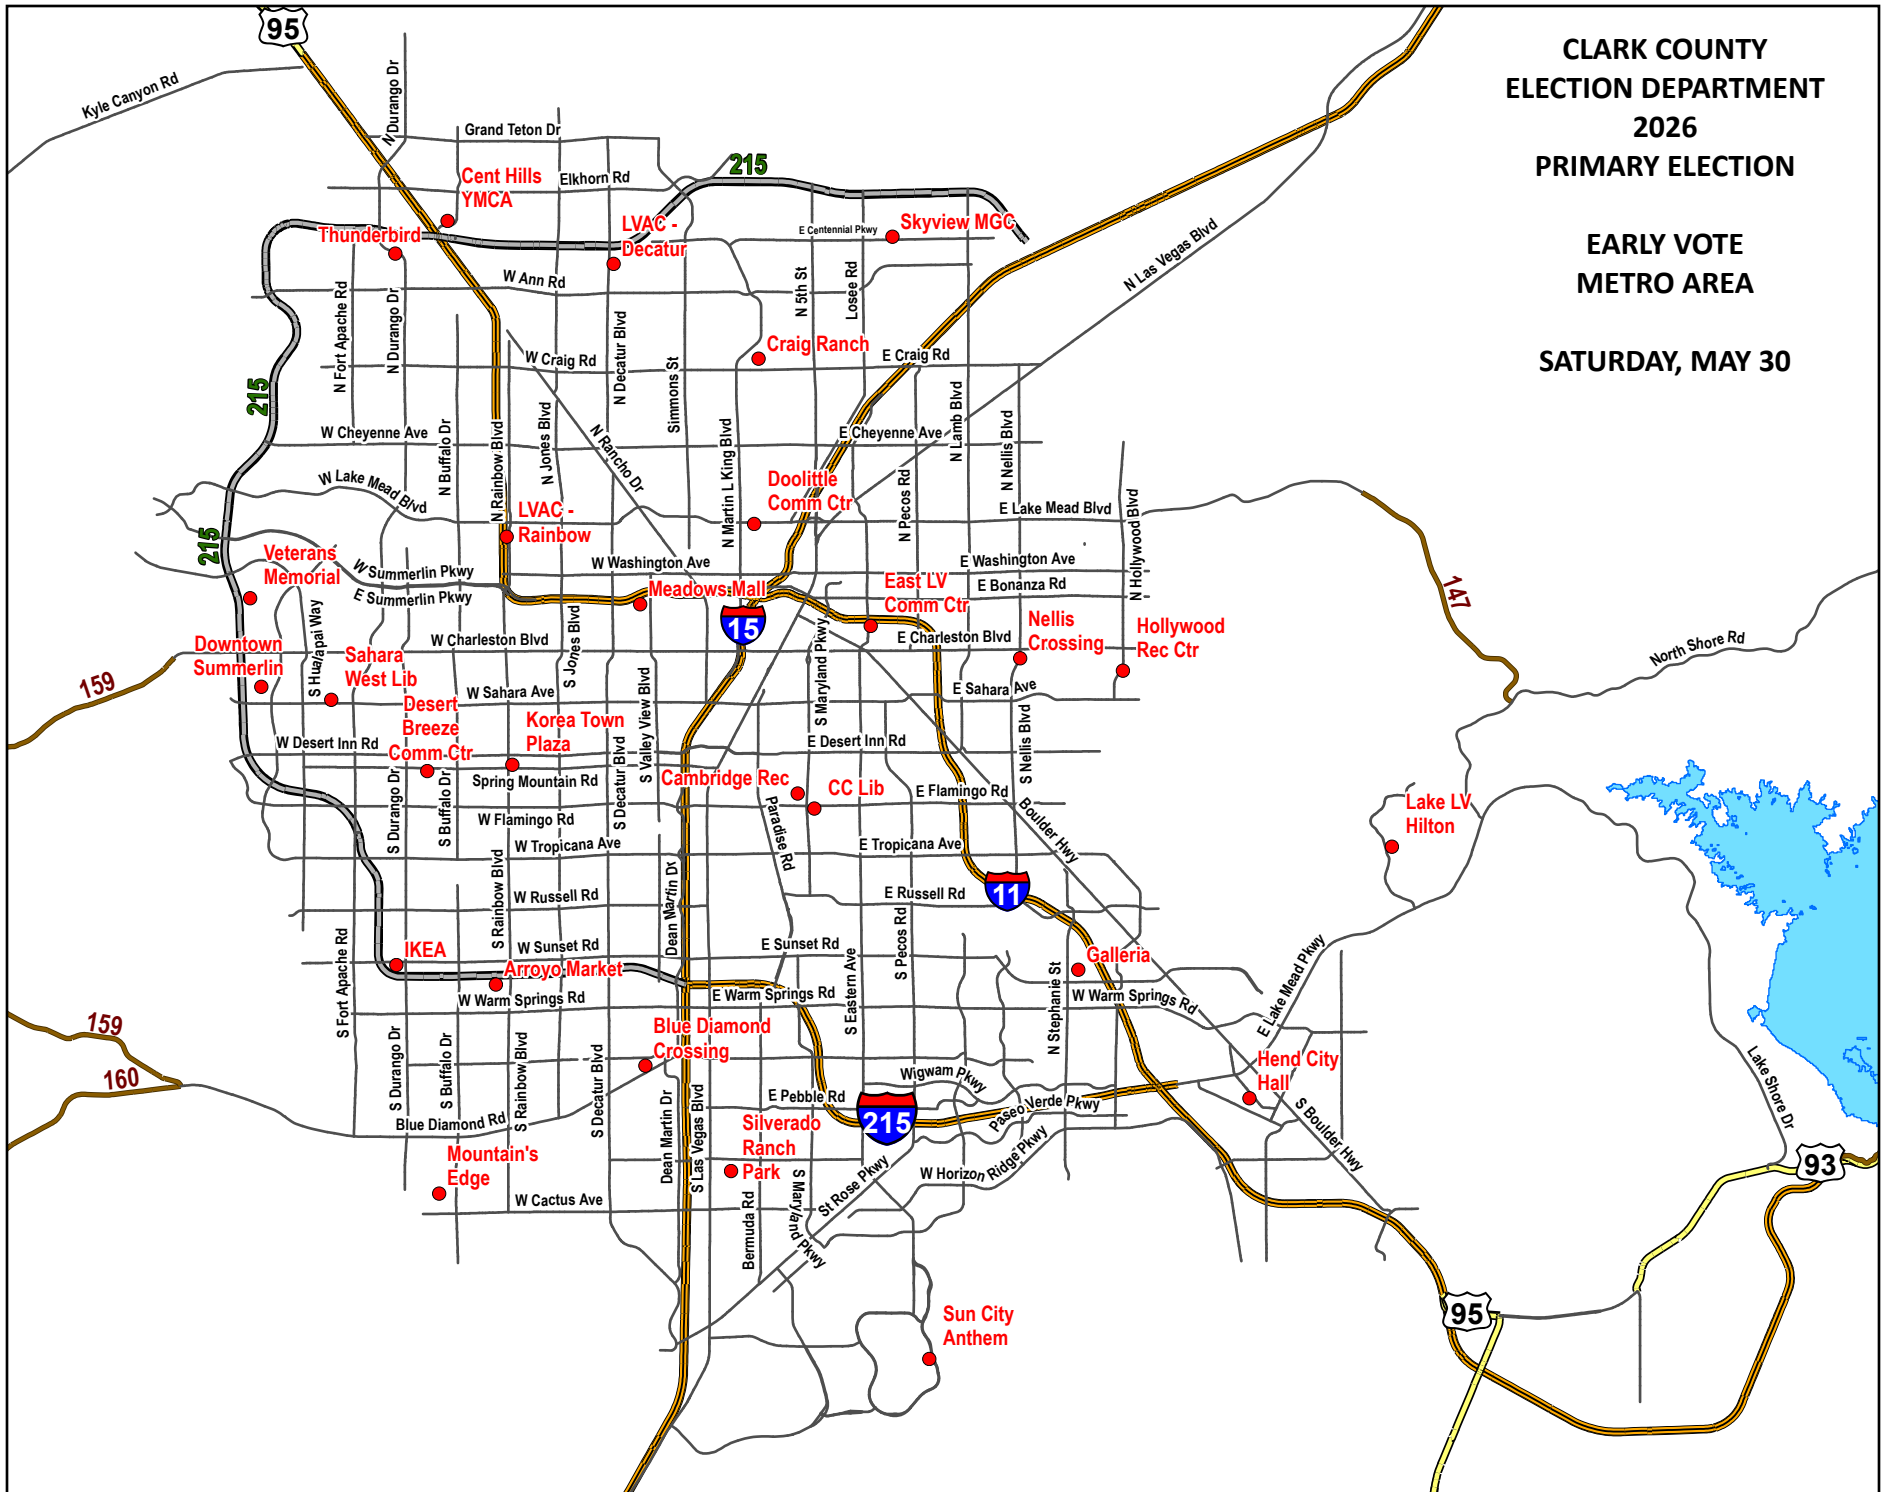 CLARK COUNTY
ELECTION DEPARTMENT
2026
PRIMARY ELECTION
EARLY VOTE
METRO AREA
SATURDAY, MAY 30
95
Kyle Canyon Rd
N Durango Dr
Grand Teton Dr
Elkhorn Rd
215
Cent Hills
YMCA
Thunderbird
LVAC -
Decatur
E Centennial Pkwy
Skyview MGC
N Las Vegas Blvd
W Ann Rd
N Fort Apache Rd
N Durango Dr
N Decatur Blvd
Simmons St
N 5th St
Losee Rd
Craig Ranch
W Craig Rd
E Craig Rd
215
W Cheyenne Ave
E Cheyenne Ave
N Buffalo Dr
N Rainbow Blvd
N Jones Blvd
N Rancho Dr
N Martin L King Blvd
N Lamb Blvd
N Nellis Blvd
N Pecos Rd
N Hollywood Blvd
W Lake Mead Blvd
Doolittle
Comm Ctr
E Lake Mead Blvd
LVAC -
Rainbow
215
Veterans
Memorial
W Summerlin Pkwy
E Summerlin Pkwy
W Washington Ave
E Washington Ave
E Bonanza Rd
Meadows Mall
East LV
Comm Ctr
15
147
North Shore Rd
S Hualapai Way
W Charleston Blvd
E Charleston Blvd
Nellis
Crossing
Hollywood
Rec Ctr
Downtown
Summerlin
Sahara
West Lib
S Jones Blvd
S Valley View Blvd
S Maryland Pkwy
159
W Sahara Ave
E Sahara Ave
Desert
Breeze
Comm Ctr
Korea Town
Plaza
W Desert Inn Rd
E Desert Inn Rd
S Nellis Blvd
Spring Mountain Rd
S Decatur Blvd
Cambridge Rec
CC Lib
S Durango Dr
S Buffalo Dr
W Flamingo Rd
E Flamingo Rd
Paradise Rd
Boulder Hwy
Lake LV
Hilton
W Tropicana Ave
E Tropicana Ave
S Rainbow Blvd
Dean Martin Dr
W Russell Rd
E Russell Rd
11
S Pecos Rd
S Fort Apache Rd
IKEA
W Sunset Rd
E Sunset Rd
Galleria
Arroyo Market
S Eastern Ave
N Stephanie St
E Lake Mead Pkwy
W Warm Springs Rd
E Warm Springs Rd
W Warm Springs Rd
159
160
Blue Diamond
Crossing
S Durango Dr
S Buffalo Dr
S Rainbow Blvd
S Decatur Blvd
Hend City
Hall
Lake Shore Dr
Wigwam Pkwy
E Pebble Rd
Paseo Verde Pkwy
215
Blue Diamond Rd
Dean Martin Dr
S Las Vegas Blvd
Silverado
Ranch
Park
S Boulder Hwy
W Horizon Ridge Pkwy
93
Mountain's
Edge
St Rose Pkwy
S Maryland Pkwy
W Cactus Ave
Bermuda Rd
Sun City
Anthem
95